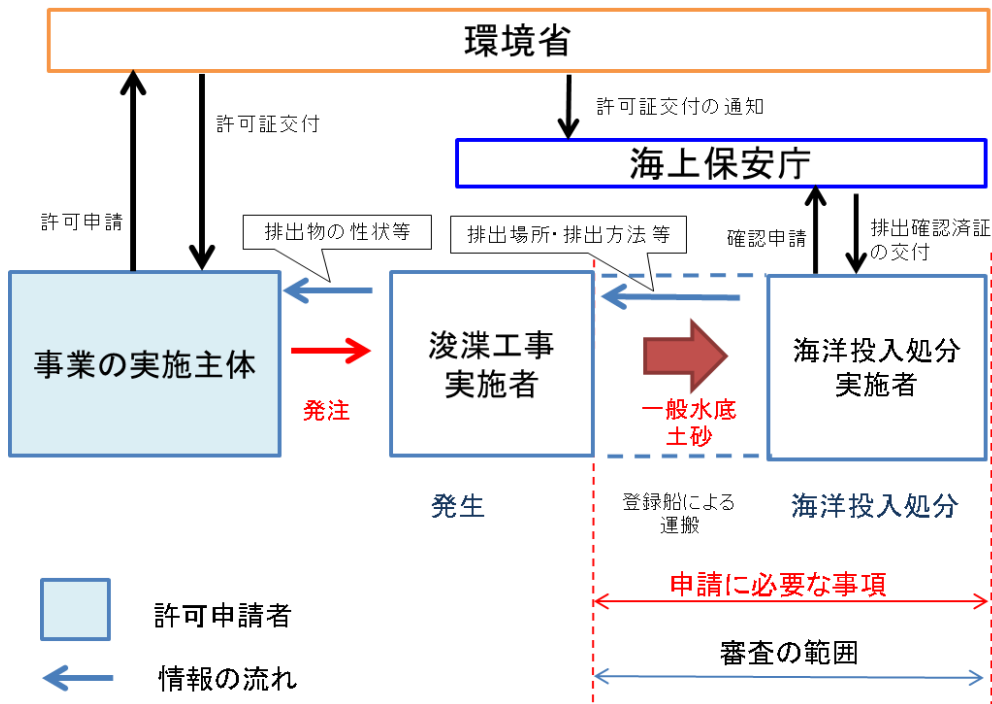 環境省
許可証交付
許可証交付の通知
海上保安庁
許可申請
排出物の性状等
排出場所・排出方法 等
確認申請
排出確認済証
の交付
事業の実施主体
発注
浚渫工事
実施者
一般水底
土砂
海洋投入処分
実施者
発生
登録船による
運搬
海洋投入処分
申請に必要な事項
許可申請者
審査の範囲
情報の流れ